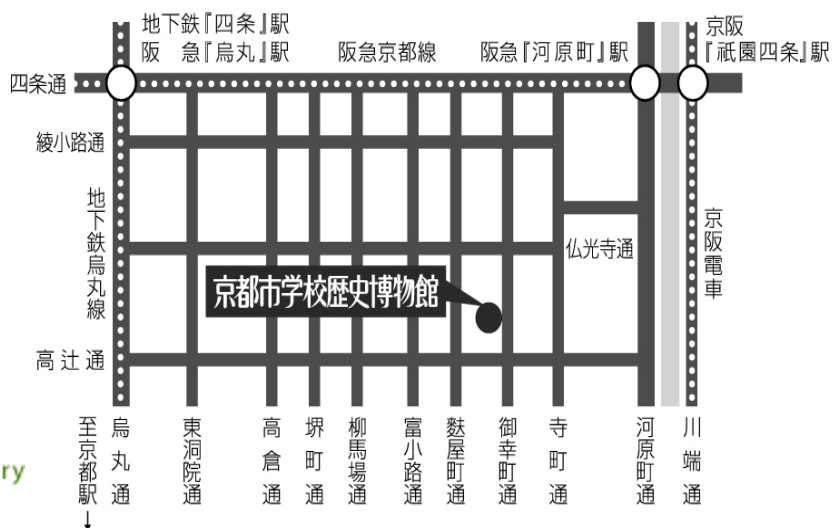 地下鉄『四条』駅
阪 急『烏丸』駅
阪急京都線
阪急『河原町』駅
京阪
『祇園四条』駅
四条通
綾小路通
地下鉄烏丸線
仏光寺通
京阪電車
京都市学校歴史博物館
高辻通
至京都駅
烏丸通
東洞院通
高倉通
堺町通
柳馬場通
富小路通
麩屋町通
御幸町通
寺町通
河原町通
川端通
ry